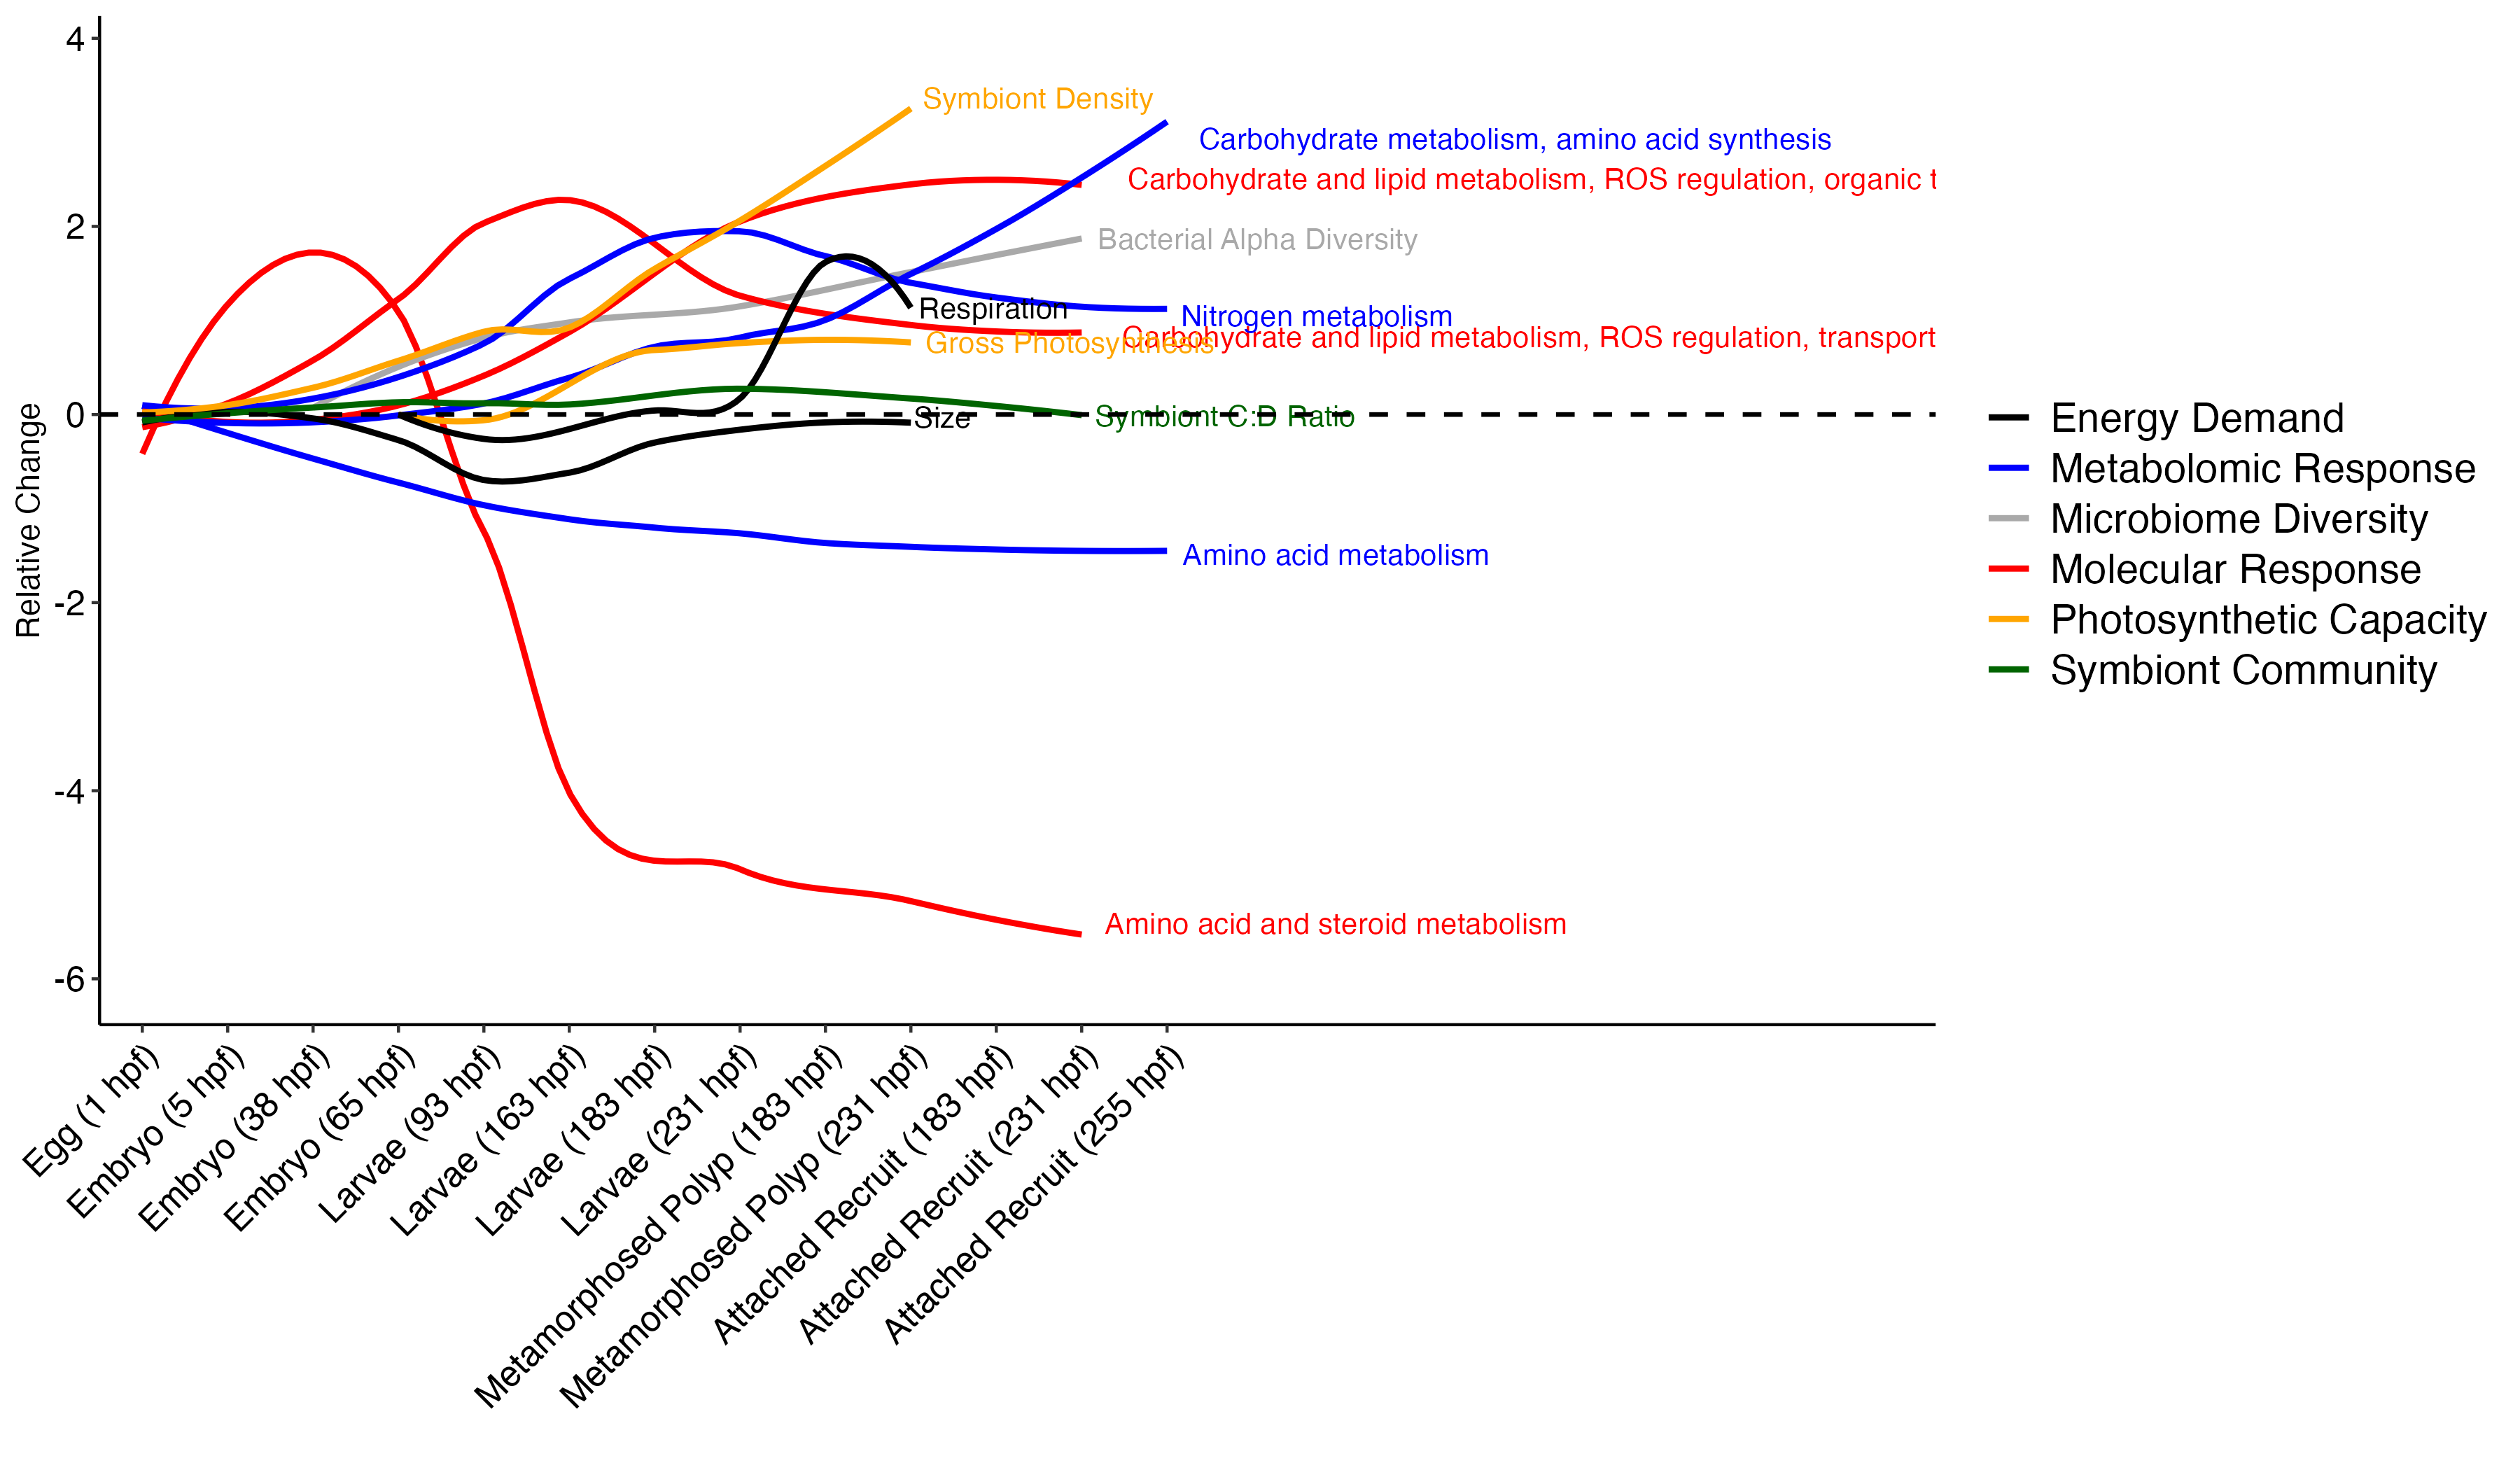 4
2
0
-2
-4
-6
Relative Change
Symbiont Density
Carbohydrate metabolism, amino acid synthesis
Carbohydrate and lipid metabolism, ROS regulation, organic t
Bacterial Alpha Diversity
Respiration
Nitrogen metabolism
Carbohydrate and lipid metabolism, ROS regulation, transport
Gross Photosynthesis
Size
Symbiont C:D Ratio
Amino acid metabolism
Amino acid and steroid metabolism
Egg (1 hpf)
Embryo (5 hpf)
Embryo (38 hpf)
Embryo (65 hpf)
Larvae (93 hpf)
Larvae (163 hpf)
Larvae (183 hpf)
Larvae (231 hpf)
Metamorphosed Polyp (183 hpf)
Metamorphosed Polyp (231 hpf)
Attached Recruit (183 hpf)
Attached Recruit (231 hpf)
Attached Recruit (255 hpf)
Energy Demand
Metabolomic Response
Microbiome Diversity
Molecular Response
Photosynthetic Capacity
Symbiont Community